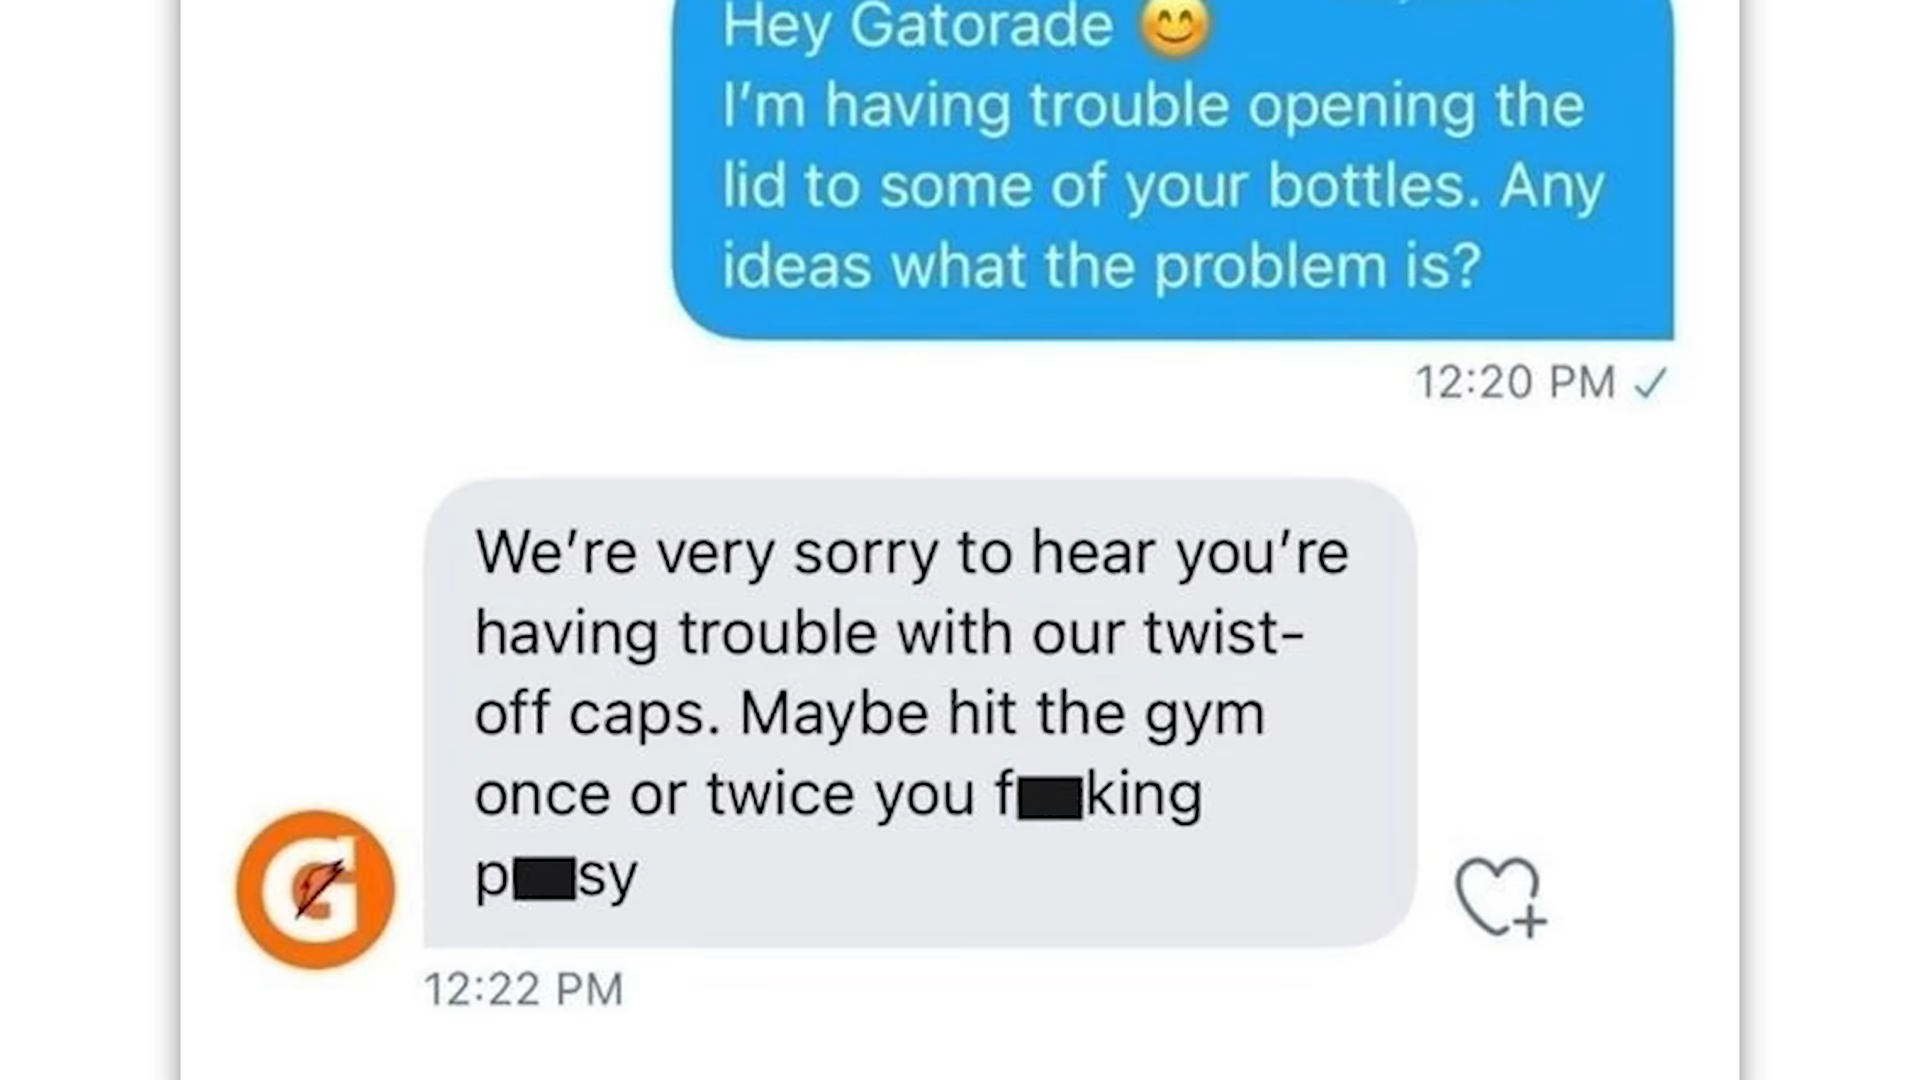 Hey Gatorade 😊
I’m having trouble opening the
lid to some of your bottles. Any
ideas what the problem is?
12:20 PM ✓
We’re very sorry to hear you’re
having trouble with our twist-
off caps. Maybe hit the gym
once or twice you f██king
p██sy
G
12:22 PM